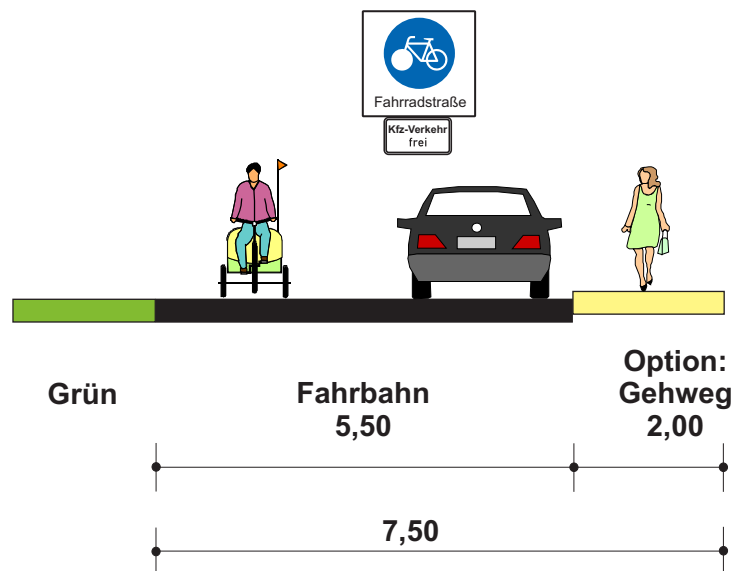 Fahrradstraße
Kfz-Verkehr
frei
Grün
Fahrbahn
5,50
Option:
Gehweg
2,00
7,50